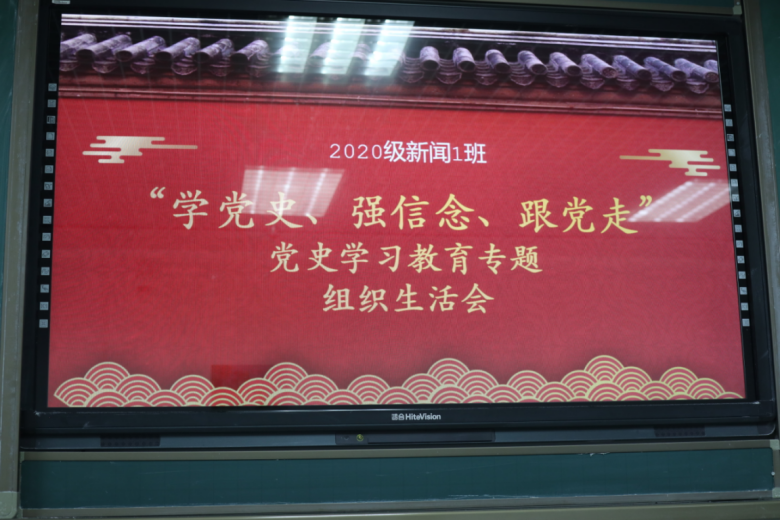 2020级新闻1班
“学党史、强信念、跟党走”
党史学习教育专题
组织生活会
HiteVision